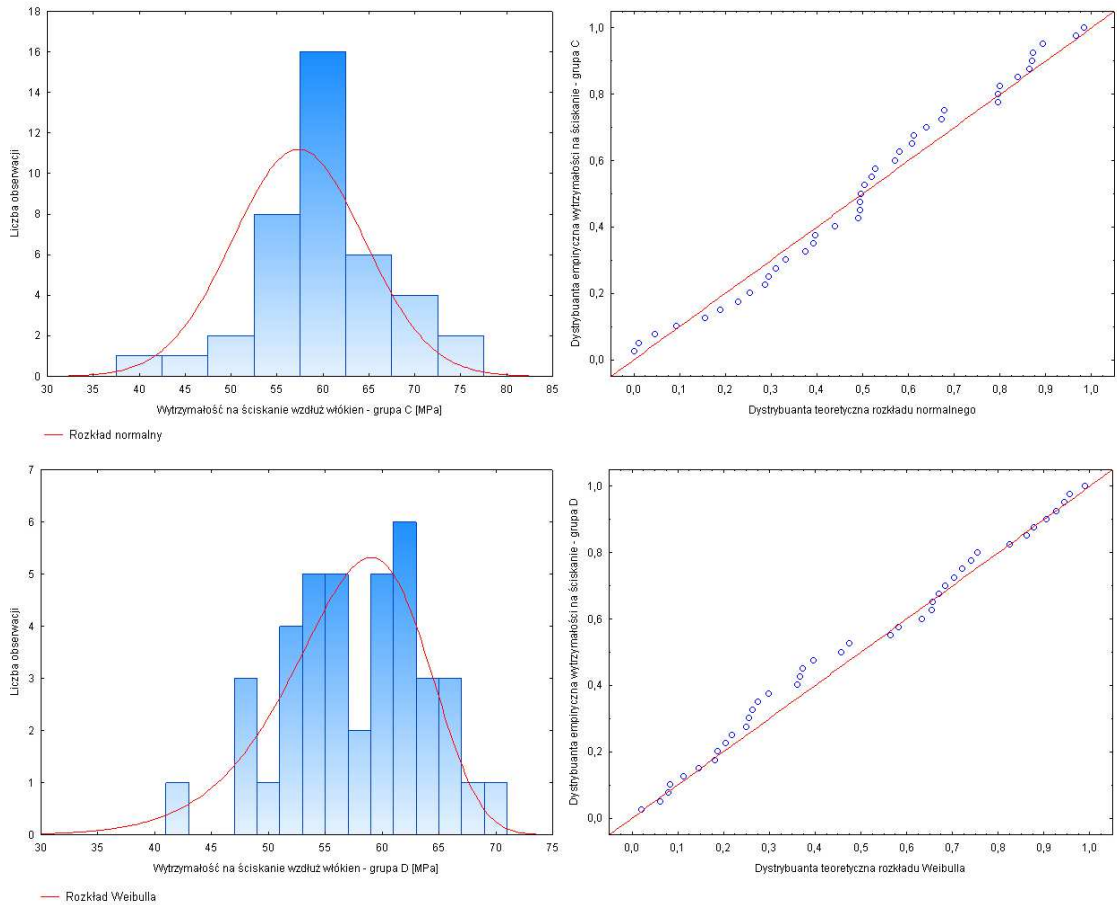 18
16
14
12
10
8
6
4
2
0
Liczba obserwacji
30 35 40 45 50 55 60 65 70 75 80 85
Wytrzymałość na ściskanie wzdłuż włókien - grupa C [MPa]
Rozkład normalny
1,0
0,8
0,6
0,4
0,2
0,0
Dystrybuanta empiryczna wytrzymałości na ściskanie - grupa C
0,0 0,1 0,2 0,3 0,4 0,5 0,6 0,7 0,8 0,9 1,0
Dystrybuanta teoretyczna rozkładu normalnego
7
6
5
4
3
2
1
0
Liczba obserwacji
30 35 40 45 50 55 60 65 70 75
Wytrzymałość na ściskanie wzdłuż włókien - grupa D [MPa]
Rozkład Weibulla
1,0
0,8
0,6
0,4
0,2
0,0
Dystrybuanta empiryczna wytrzymałości na ściskanie - grupa D
0,0 0,1 0,2 0,3 0,4 0,5 0,6 0,7 0,8 0,9 1,0
Dystrybuanta teoretyczna rozkładu Weibulla